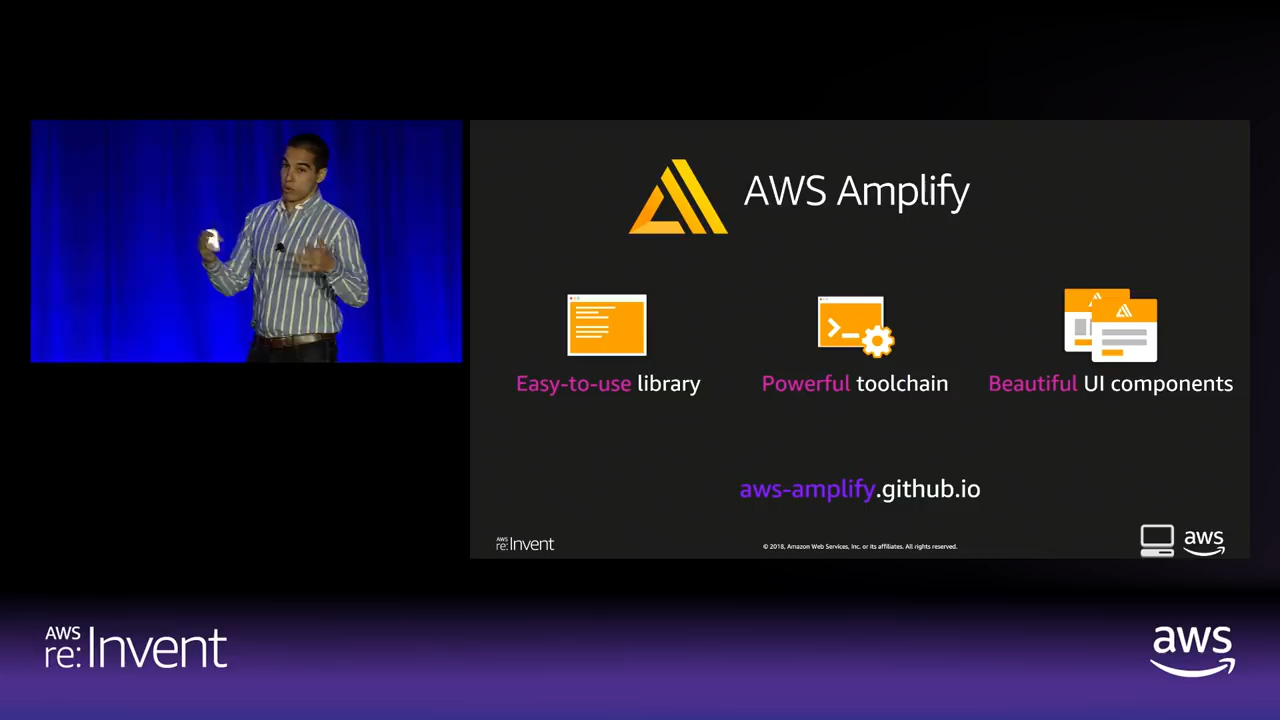 AWS Amplify
Easy-to-use library
Powerful toolchain
Beautiful UI components
aws-amplify.github.io
AWS
re:Invent
© 2018, Amazon Web Services, Inc. or its affiliates. All rights reserved.
aws
AWS
re:Invent
aws